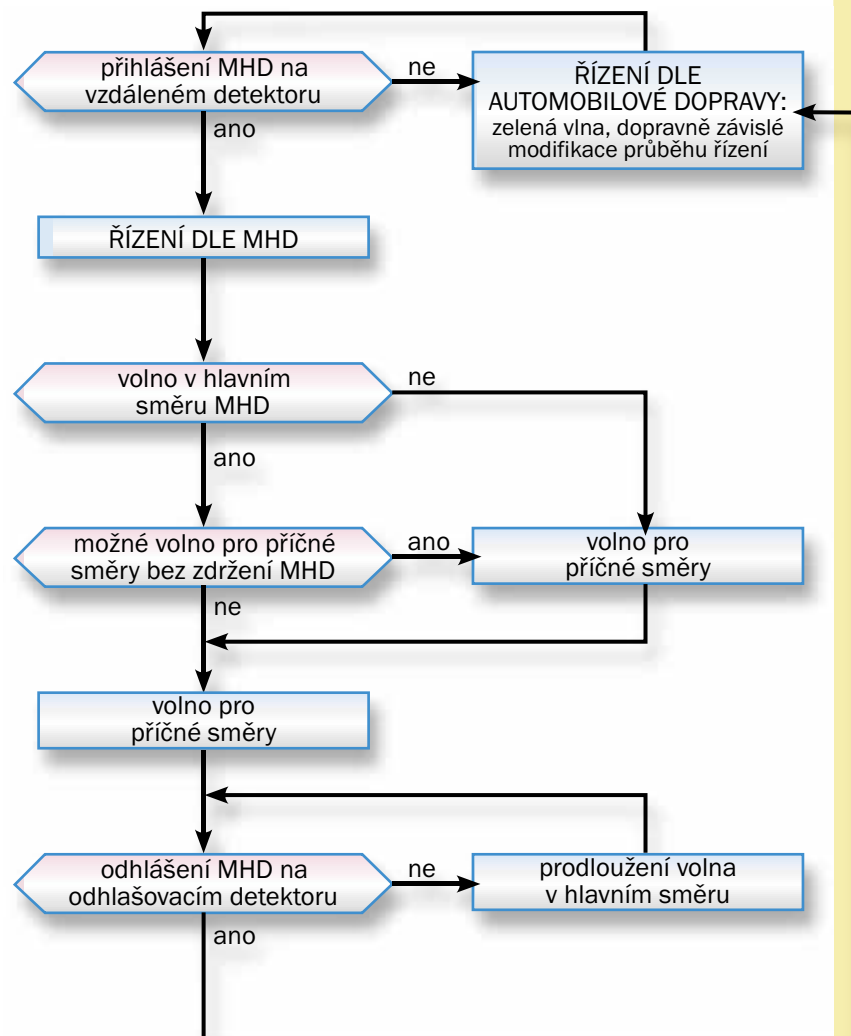 přihlášení MHD na
vzdáleném detektoru
ne
ŘÍZENÍ DLE
AUTOMOBILOVÉ DOPRAVY:
zelená vlna, dopravně závislé
modifikace průběhu řízení
ano
ŘÍZENÍ DLE MHD
volno v hlavním
směru MHD
ne
ano
možné volno pro příčné
směry bez zdržení MHD
ano
volno pro
příčné směry
ne
volno pro
příčné směry
odhlášení MHD na
odhlašovacím detektoru
ne
prodloužení volna
v hlavním směru
ano